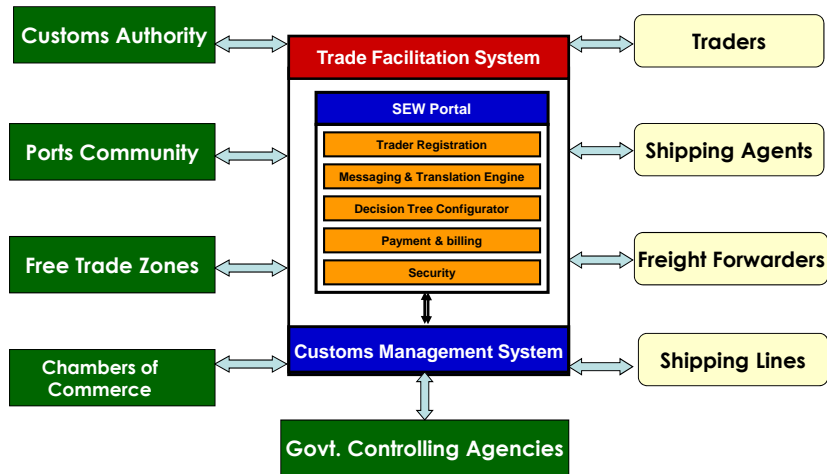 Customs Authority
Trade Facilitation System
Traders
SEW Portal
Trader Registration
Ports Community
Messaging & Translation Engine
Shipping Agents
Decision Tree Configurator
Payment & billing
Free Trade Zones
Security
Freight Forwarders
Customs Management System
Chambers of
Commerce
Shipping Lines
Govt. Controlling Agencies